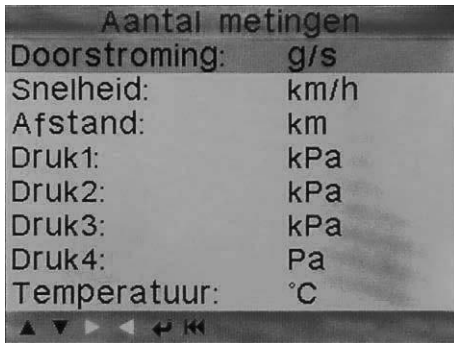 Aantal metingen
Doorstroming: g/s
Snelheid: km/h
Afstand: km
Druk1: kPa
Druk2: kPa
Druk3: kPa
Druk4: Pa
Temperatuur: °C